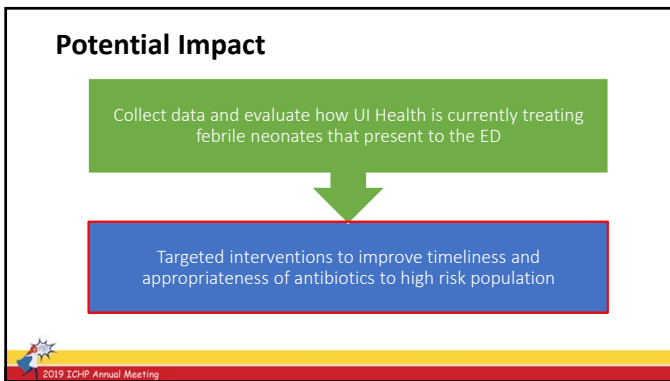 Potential Impact
Collect data and evaluate how UI Health is currently treating
febrile neonates that present to the ED
Targeted interventions to improve timeliness and
appropriateness of antibiotics to high risk population
2019 ICHP Annual Meeting